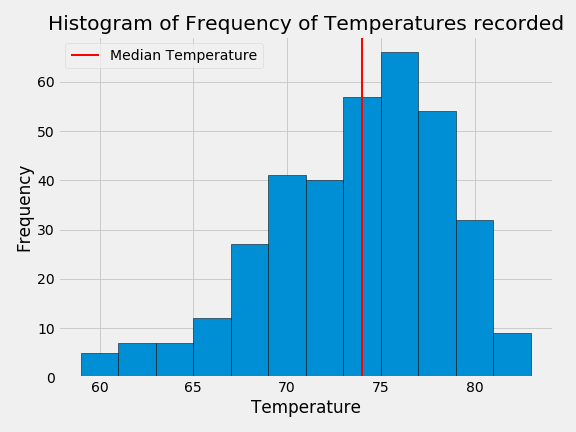 Histogram of Frequency of Temperatures recorded
Median Temperature
Frequency
60
50
40
30
20
10
0
60 65 70 75 80
Temperature